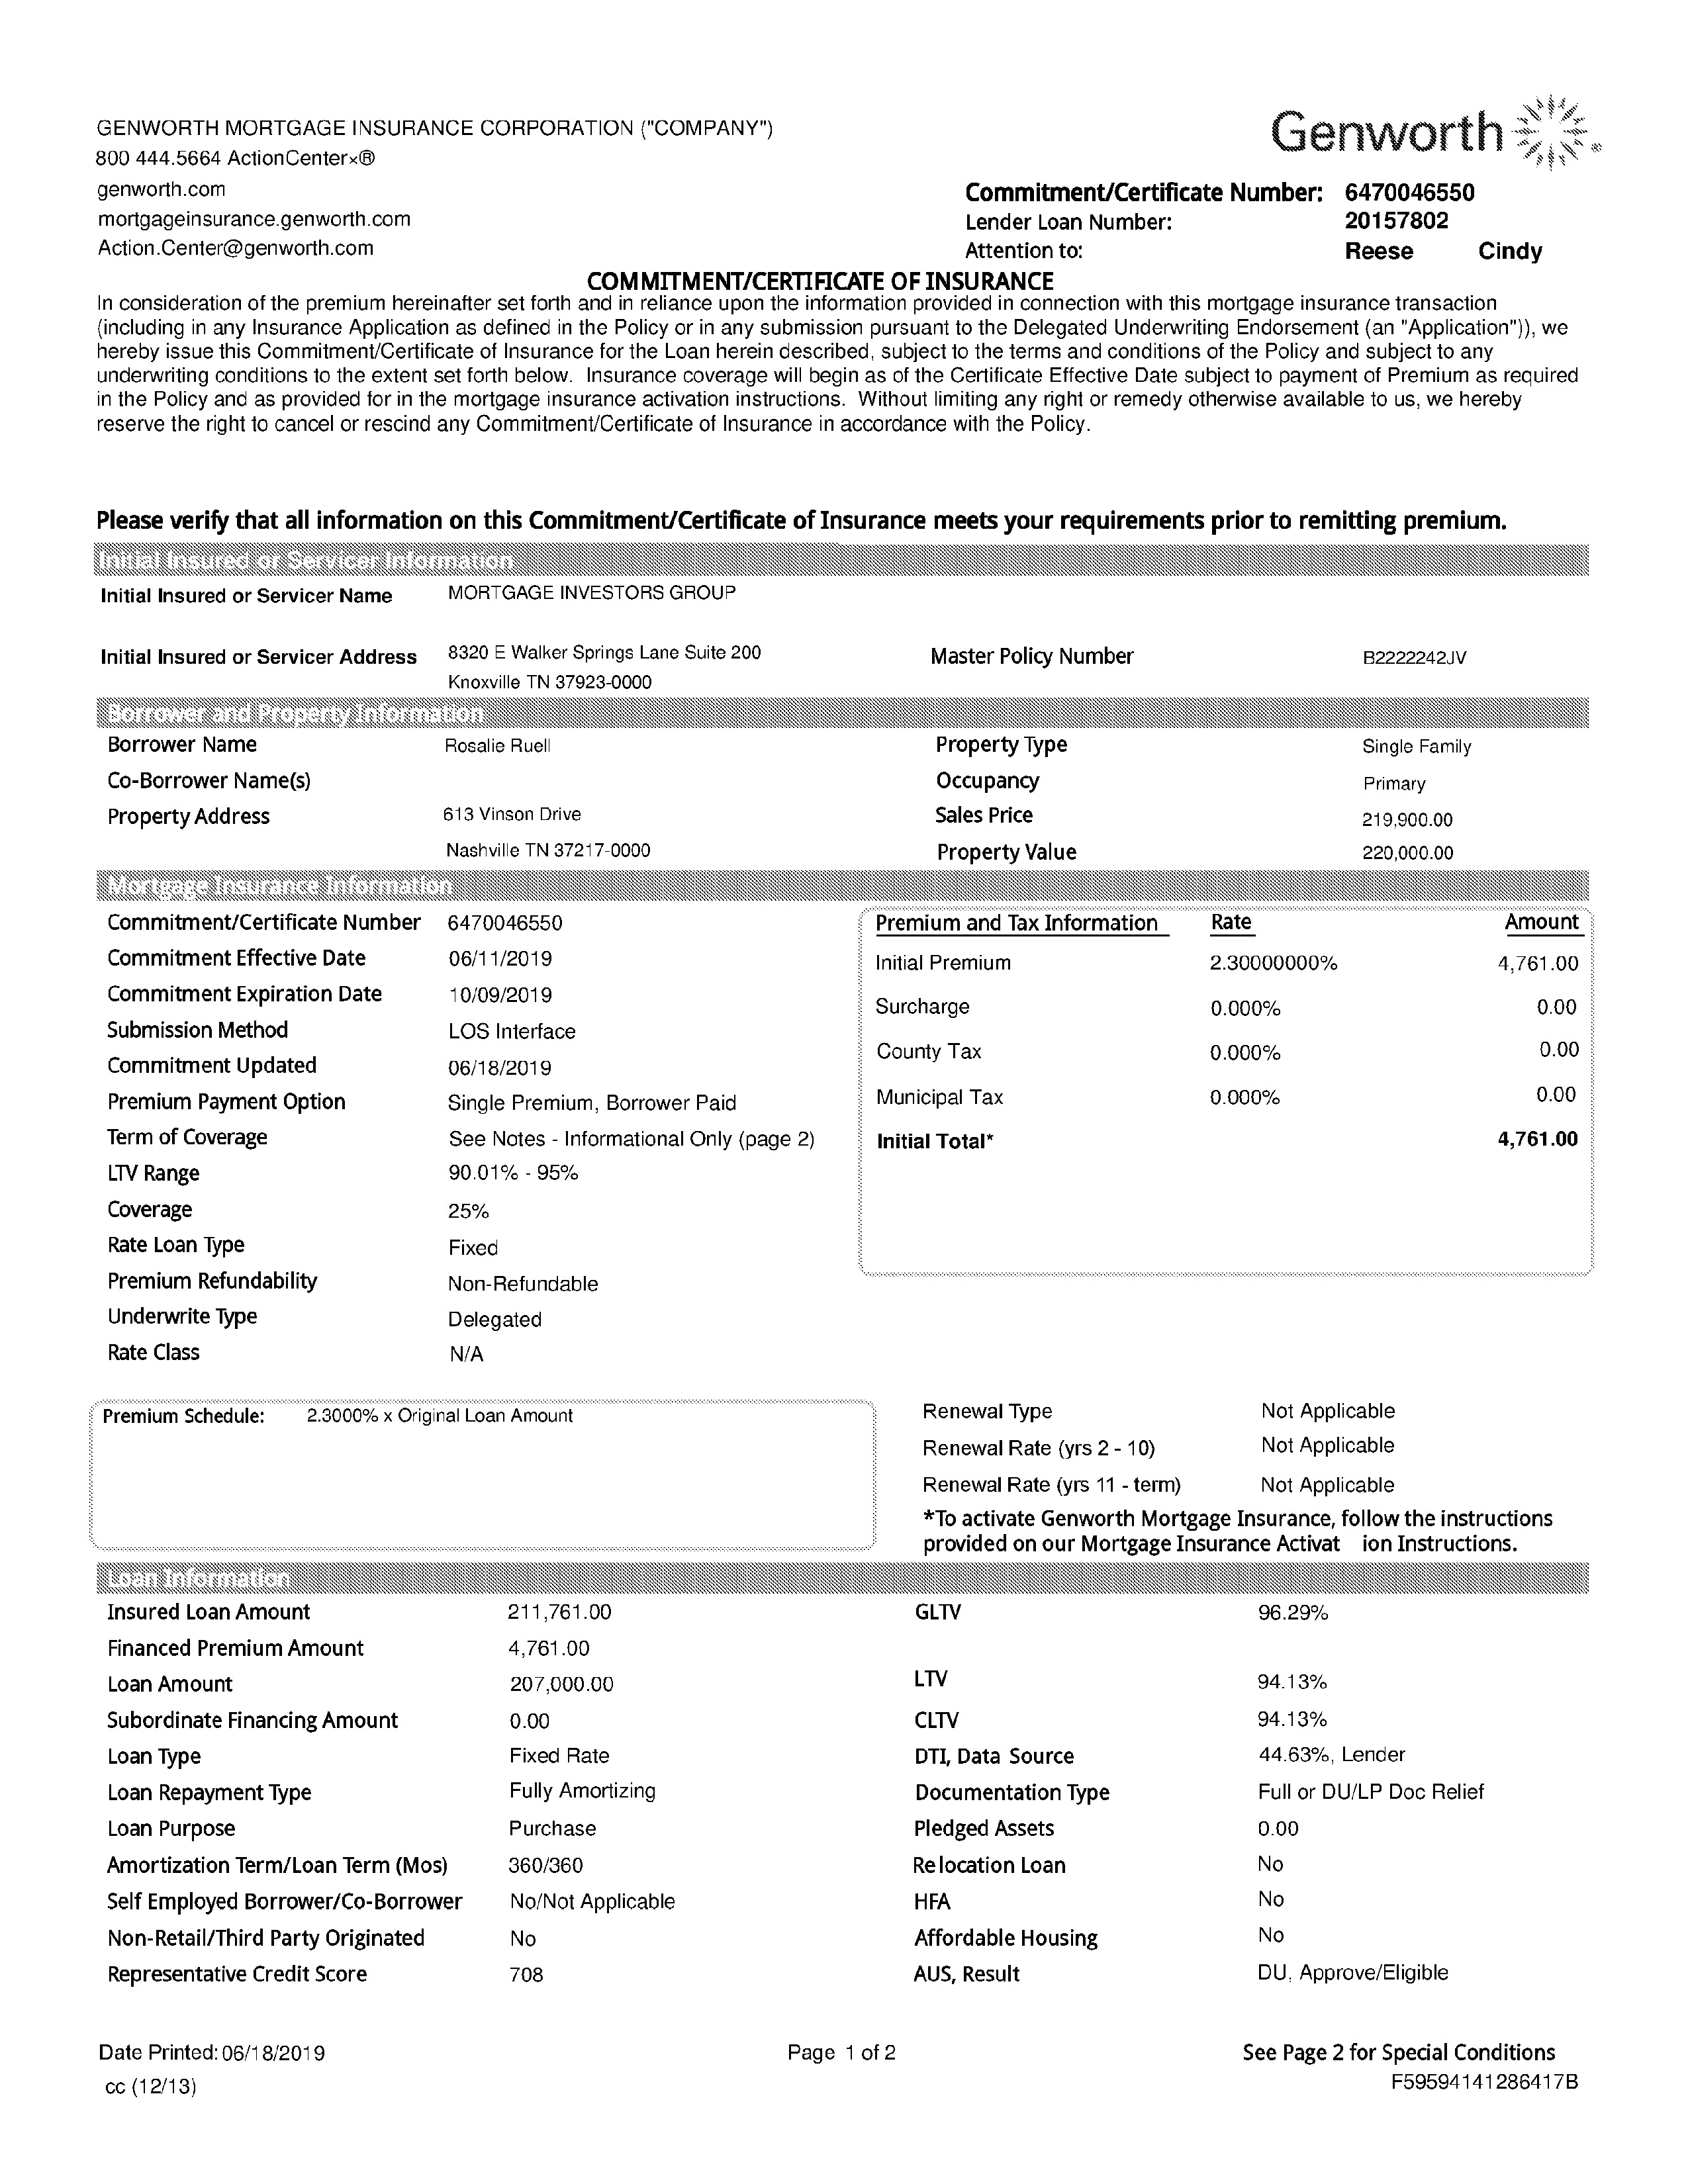 GENWORTH MORTGAGE INSURANCE CORPORATION ("COMPANY")
800 444.5664 ActionCenter×®
genworth.com
mortgageinsurance.genworth.com
Action.Center@genworth.com
Genworth ®
Commitment/Certificate Number: 6470046550
Lender Loan Number: 20157802
Attention to: Reese Cindy
COMMITMENT/CERTIFICATE OF INSURANCE
In consideration of the premium hereinafter set forth and in reliance upon the information provided in connection with this mortgage insurance transaction
(including in any Insurance Application as defined in the Policy or in any submission pursuant to the Delegated Underwriting Endorsement (an "Application")), we
hereby issue this Commitment/Certificate of Insurance for the Loan herein described, subject to the terms and conditions of the Policy and subject to any
underwriting conditions to the extent set forth below. Insurance coverage will begin as of the Certificate Effective Date subject to payment of Premium as required
in the Policy and as provided for in the mortgage insurance activation instructions. Without limiting any right or remedy otherwise available to us, we hereby
reserve the right to cancel or rescind any Commitment/Certificate of Insurance in accordance with the Policy.
Please verify that all information on this Commitment/Certificate of Insurance meets your requirements prior to remitting premium.
Initial Insured or Servicer Information
Initial Insured or Servicer Name MORTGAGE INVESTORS GROUP
Initial Insured or Servicer Address 8320 E Walker Springs Lane Suite 200 Master Policy Number B2222242JV
Knoxville TN 37923-0000
Borrower and Property Information
Borrower Name Rosalie Ruell Property Type Single Family
Co-Borrower Name(s) Occupancy Primary
Property Address 613 Vinson Drive Sales Price 219,900.00
Nashville TN 37217-0000 Property Value 220,000.00
Mortgage Insurance Information
Commitment/Certificate Number 6470046550
Commitment Effective Date 06/11/2019
Commitment Expiration Date 10/09/2019
Submission Method LOS Interface
Commitment Updated 06/18/2019
Premium Payment Option Single Premium, Borrower Paid
Term of Coverage See Notes - Informational Only (page 2)
LTV Range 90.01% - 95%
Coverage 25%
Rate Loan Type Fixed
Premium Refundability Non-Refundable
Underwrite Type Delegated
Rate Class N/A
Premium and Tax Information Rate Amount
Initial Premium 2.30000000% 4,761.00
Surcharge 0.000% 0.00
County Tax 0.000% 0.00
Municipal Tax 0.000% 0.00
Initial Total* 4,761.00
Premium Schedule: 2.3000% x Original Loan Amount
Renewal Type Not Applicable
Renewal Rate (yrs 2 - 10) Not Applicable
Renewal Rate (yrs 11 - term) Not Applicable
*To activate Genworth Mortgage Insurance, follow the instructions
provided on our Mortgage Insurance Activat ion Instructions.
Loan Information
Insured Loan Amount 211,761.00 GLTV 96.29%
Financed Premium Amount 4,761.00
Loan Amount 207,000.00 LTV 94.13%
Subordinate Financing Amount 0.00 CLTV 94.13%
Loan Type Fixed Rate DTI, Data Source 44.63%, Lender
Loan Repayment Type Fully Amortizing Documentation Type Full or DU/LP Doc Relief
Loan Purpose Purchase Pledged Assets 0.00
Amortization Term/Loan Term (Mos) 360/360 Relocation Loan No
Self Employed Borrower/Co-Borrower No/Not Applicable HFA No
Non-Retail/Third Party Originated No Affordable Housing No
Representative Credit Score 708 AUS, Result DU, Approve/Eligible
Date Printed: 06/18/2019 Page 1 of 2 See Page 2 for Special Conditions
cc (12/13) F59594141286417B